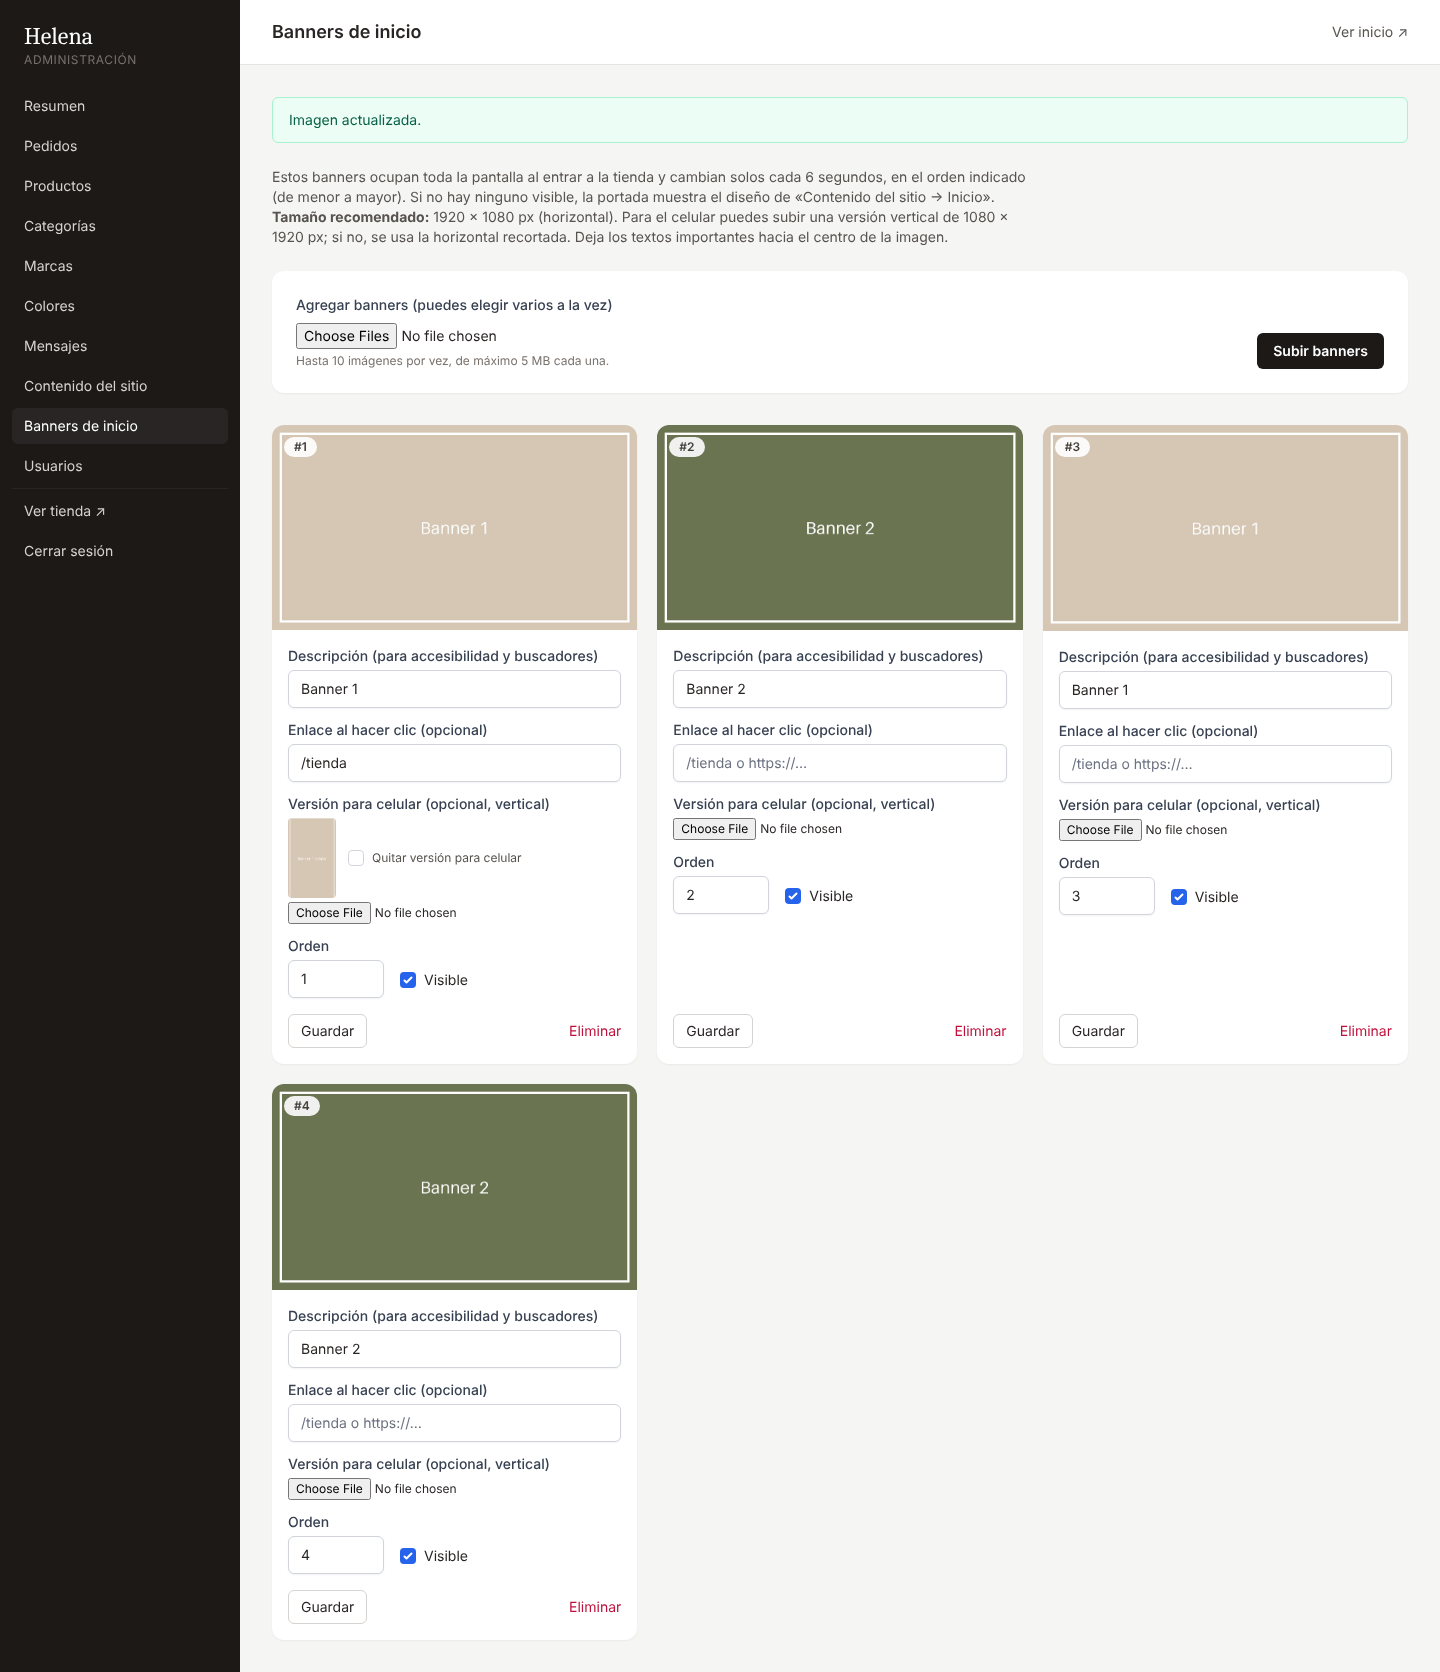 Helena
ADMINISTRACIÓN
Resumen
Pedidos
Productos
Categorías
Marcas
Colores
Mensajes
Contenido del sitio
Banners de inicio
Usuarios
Ver tienda ↗
Cerrar sesión
Banners de inicio
Ver inicio ↗
Imagen actualizada.
Estos banners ocupan toda la pantalla al entrar a la tienda y cambian solos cada 6 segundos, en el orden indicado
(de menor a mayor). Si no hay ninguno visible, la portada muestra el diseño de «Contenido del sitio → Inicio».
Tamaño recomendado: 1920 × 1080 px (horizontal). Para el celular puedes subir una versión vertical de 1080 ×
1920 px; si no, se usa la horizontal recortada. Deja los textos importantes hacia el centro de la imagen.
Agregar banners (puedes elegir varios a la vez)
Choose Files No file chosen
Hasta 10 imágenes por vez, de máximo 5 MB cada una.
Subir banners
#1
Banner 1
Descripción (para accesibilidad y buscadores)
Banner 1
Enlace al hacer clic (opcional)
/tienda
Versión para celular (opcional, vertical)
Quitar versión para celular
Choose File No file chosen
Orden
1
Visible
Guardar
Eliminar
#2
Banner 2
Descripción (para accesibilidad y buscadores)
Banner 2
Enlace al hacer clic (opcional)
/tienda o https://...
Versión para celular (opcional, vertical)
Choose File No file chosen
Orden
2
Visible
Guardar
Eliminar
#3
Banner 1
Descripción (para accesibilidad y buscadores)
Banner 1
Enlace al hacer clic (opcional)
/tienda o https://...
Versión para celular (opcional, vertical)
Choose File No file chosen
Orden
3
Visible
Guardar
Eliminar
#4
Banner 2
Descripción (para accesibilidad y buscadores)
Banner 2
Enlace al hacer clic (opcional)
/tienda o https://...
Versión para celular (opcional, vertical)
Choose File No file chosen
Orden
4
Visible
Guardar
Eliminar